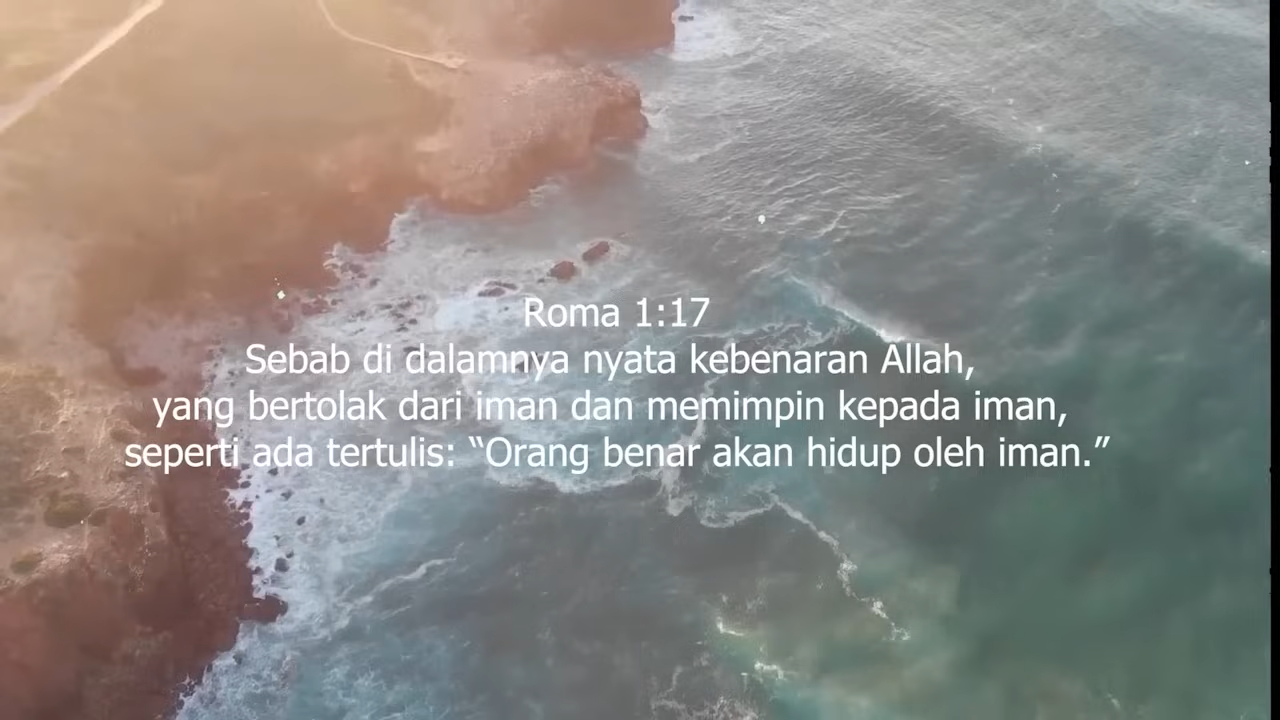 Roma 1:17
Sebab di dalamnya nyata kebenaran Allah,
yang bertolak dari iman dan memimpin kepada iman,
seperti ada tertulis: “Orang benar akan hidup oleh iman.”